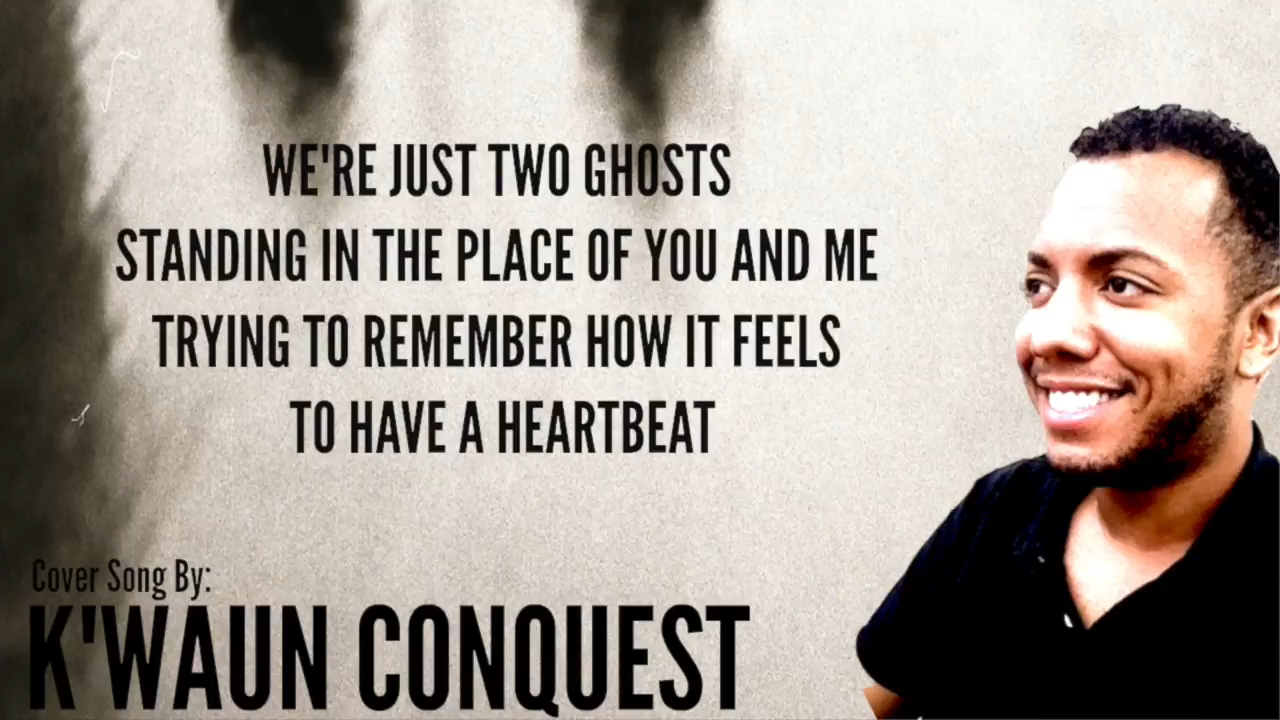 WE'RE JUST TWO GHOSTS
STANDING IN THE PLACE OF YOU AND ME
TRYING TO REMEMBER HOW IT FEELS
TO HAVE A HEARTBEAT
Cover Song By:
K'WAUN CONQUEST